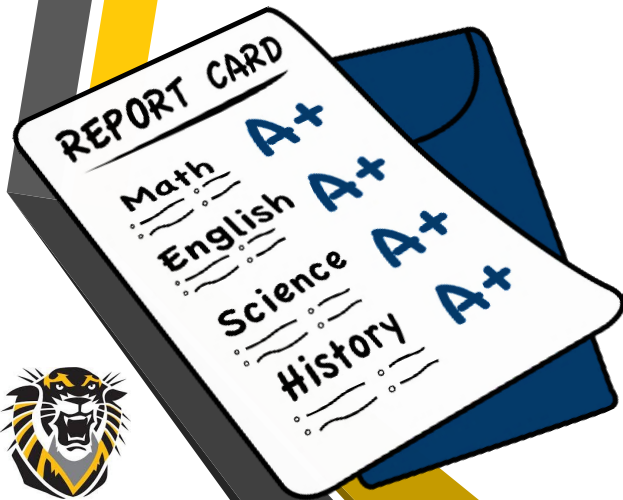 REPORT CARD
Math A+
English A+
Science A+
History A+